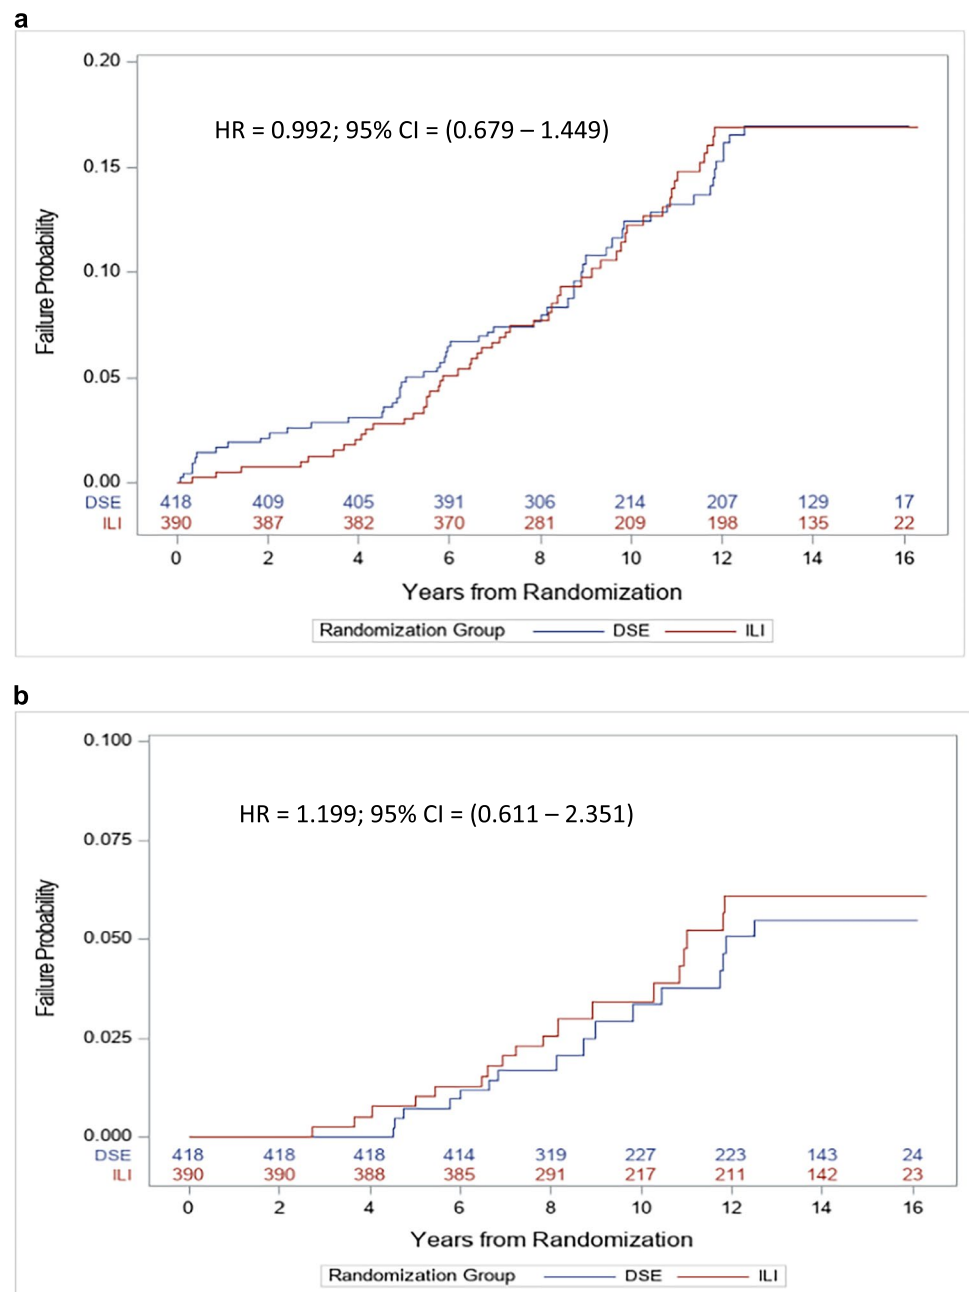 a
0.20
HR = 0.992; 95% CI = (0.679 – 1.449)
0.15
Failure Probability
0.10
0.05
0.00
DSE 418 409 405 391 306 214 207 129 17
ILI 390 387 382 370 281 209 198 135 22
0 2 4 6 8 10 12 14 16
Years from Randomization
Randomization Group DSE ILI
b
0.100
HR = 1.199; 95% CI = (0.611 – 2.351)
0.075
Failure Probability
0.050
0.025
0.000
DSE 418 418 418 414 319 227 223 143 24
ILI 390 390 388 385 291 217 211 142 23
0 2 4 6 8 10 12 14 16
Years from Randomization
Randomization Group DSE ILI